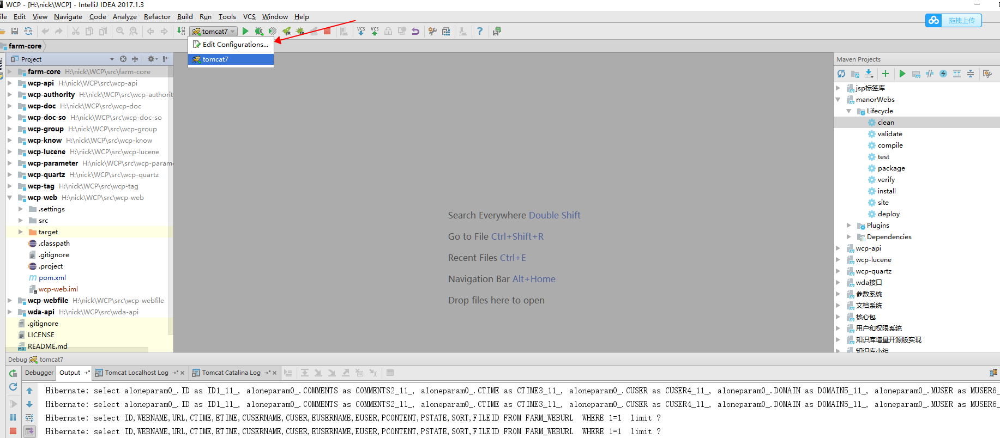 WCP - [H:\nick\WCP] - IntelliJ IDEA 2017.1.3
ile Edit View Navigate Code Analyze Refactor Build Run Tools VCS Window Help
拖拽上传
tomcat7
VCS VCS
Edit Configurations...
tomcat7
farm-core
Project
farm-core H:\nick\WCP\src\farm-core
wcp-api H:\nick\WCP\src\wcp-api
wcp-authority H:\nick\WCP\src\wcp-authorit
wcp-doc H:\nick\WCP\src\wcp-doc
wcp-doc-so H:\nick\WCP\src\wcp-doc-so
wcp-group H:\nick\WCP\src\wcp-group
wcp-know H:\nick\WCP\src\wcp-know
wcp-lucene H:\nick\WCP\src\wcp-lucene
wcp-parameter H:\nick\WCP\src\wcp-param
wcp-quartz H:\nick\WCP\src\wcp-quartz
wcp-tag H:\nick\WCP\src\wcp-tag
wcp-web H:\nick\WCP\src\wcp-web
.settings
src
target
.classpath
.gitignore
.project
pom.xml
wcp-web.iml
wcp-webfile H:\nick\WCP\src\wcp-webfile
wda-api H:\nick\WCP\src\wda-api
.gitignore
LICENSE
README.md
Search Everywhere Double Shift
Go to File Ctrl+Shift+R
Recent Files Ctrl+E
Navigation Bar Alt+Home
Drop files here to open
Maven Projects
jsp标签库
manorWebs
Lifecycle
clean
validate
compile
test
package
verify
install
site
deploy
Plugins
Dependencies
wcp-api
wcp-lucene
wcp-quartz
wda接口
参数系统
文档系统
核心包
用户和权限系统
知识库增量开源版实现
知识库小组
Debug tomcat7
Debugger Output Tomcat Localhost Log Tomcat Catalina Log
Hibernate: select aloneparam0_.ID as ID1_11_, aloneparam0_.COMMENTS as COMMENTS2_11_, aloneparam0_.CTIME as CTIME3_11_, aloneparam0_.CUSER as CUSER4_11_, aloneparam0_.DOMAIN as DOMAIN5_11_, aloneparam0_.MUSER as MUSER6_
Hibernate: select aloneparam0_.ID as ID1_11_, aloneparam0_.COMMENTS as COMMENTS2_11_, aloneparam0_.CTIME as CTIME3_11_, aloneparam0_.CUSER as CUSER4_11_, aloneparam0_.DOMAIN as DOMAIN5_11_, aloneparam0_.MUSER as MUSER6_
Hibernate: select ID,WEBNAME,URL,CTIME,ETIME,CUSERNAME,CUSER,EUSERNAME,EUSER,PCONTENT,PSTATE,SORT,FILEID FROM FARM_WEBURL WHERE 1=1 limit ?
Hibernate: select ID,WEBNAME,URL,CTIME,ETIME,CUSERNAME,CUSER,EUSERNAME,EUSER,PCONTENT,PSTATE,SORT,FILEID FROM FARM_WEBURL WHERE 1=1 limit ?